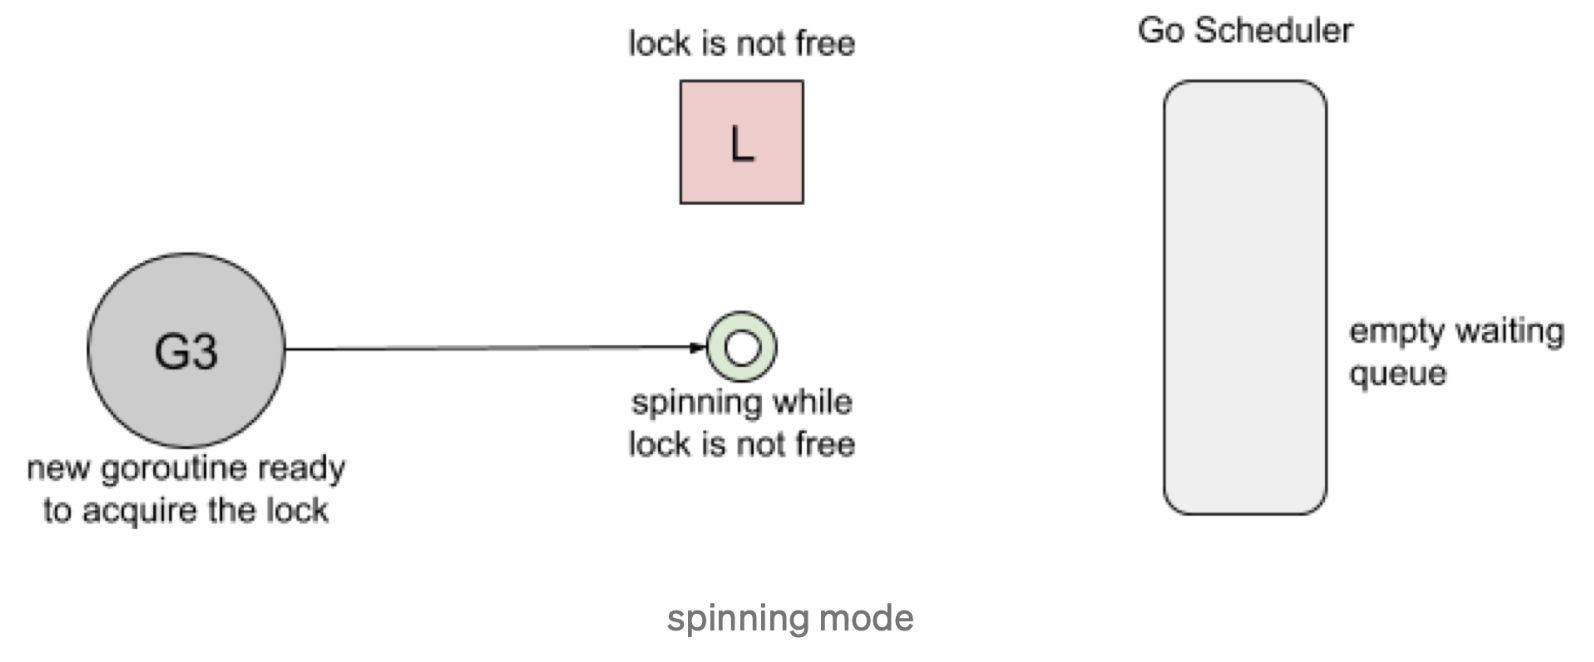 lock is not free
Go Scheduler
L
G3
empty waiting
queue
spinning while
lock is not free
new goroutine ready
to acquire the lock
spinning mode